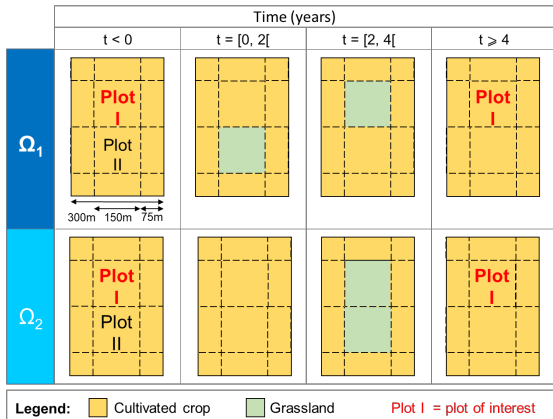 Time (years)
t < 0
t = [0, 2[
t = [2, 4[
t ⩾ 4
Ω1
Plot
I
Plot
II
Plot
I
300m
150m
75m
Ω2
Plot
I
Plot
II
Plot
I
Legend:
Cultivated crop
Grassland
Plot I = plot of interest